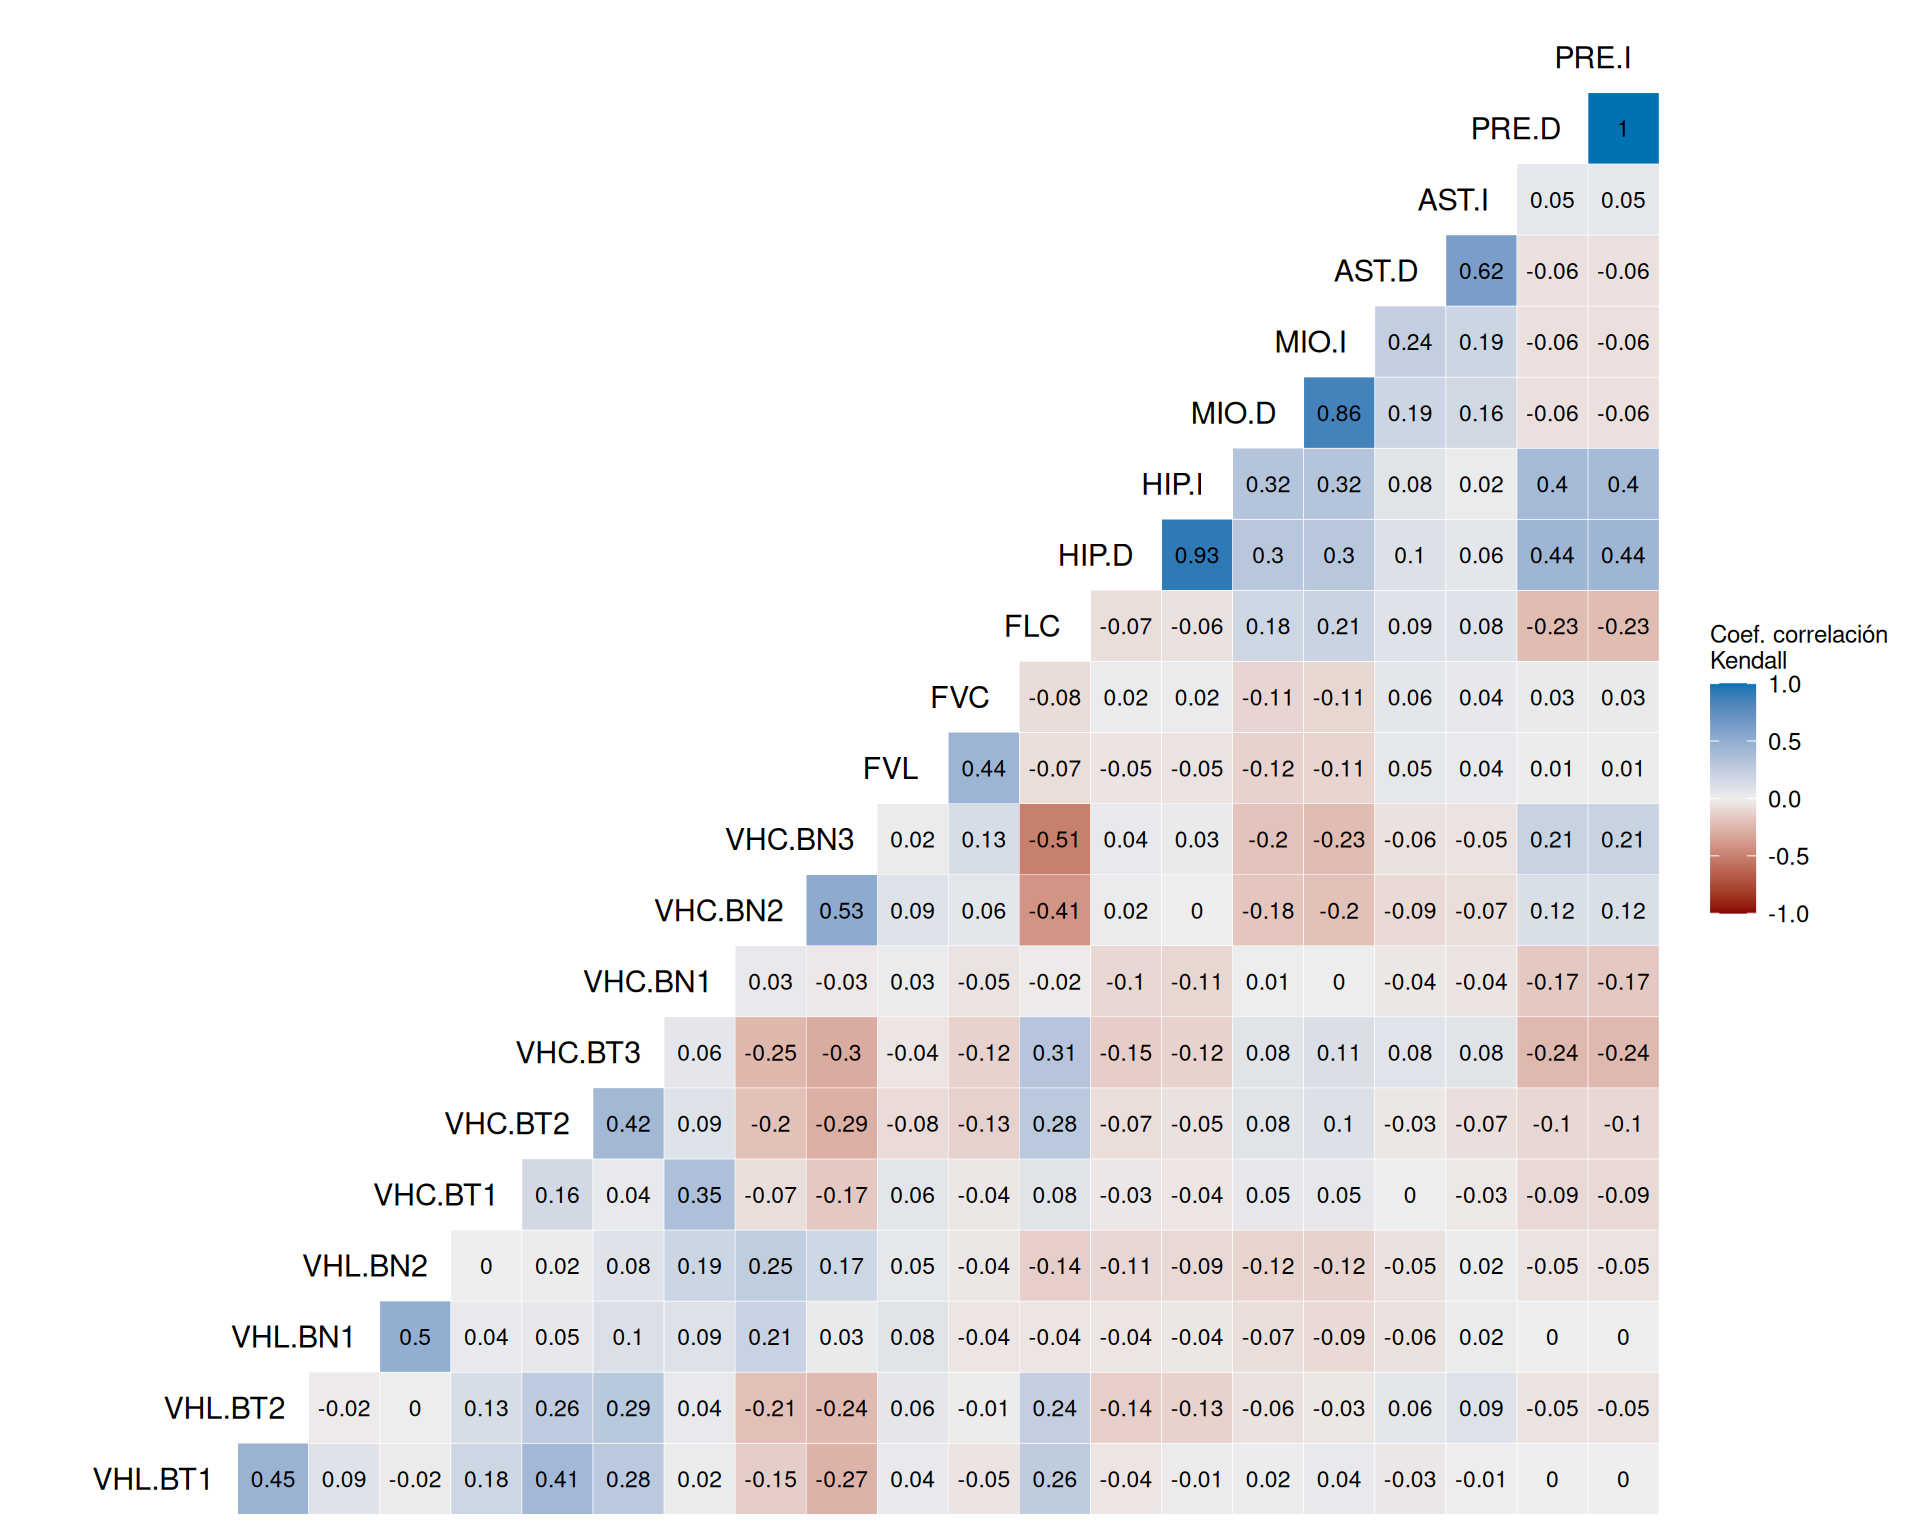 PRE.I
PRE.D 1
AST.I 0.05 0.05
AST.D 0.62 -0.06 -0.06
MIO.I 0.24 0.19 -0.06 -0.06
MIO.D 0.86 0.19 0.16 -0.06 -0.06
HIP.I 0.32 0.32 0.08 0.02 0.4 0.4
HIP.D 0.93 0.3 0.3 0.1 0.06 0.44 0.44
FLC -0.07 -0.06 0.18 0.21 0.09 0.08 -0.23 -0.23
FVC -0.08 0.02 0.02 -0.11 -0.11 0.06 0.04 0.03 0.03
FVL 0.44 -0.07 -0.05 -0.05 -0.12 -0.11 0.05 0.04 0.01 0.01
VHC.BN3 0.02 0.13 -0.51 0.04 0.03 -0.2 -0.23 -0.06 -0.05 0.21 0.21
VHC.BN2 0.53 0.09 0.06 -0.41 0.02 0 -0.18 -0.2 -0.09 -0.07 0.12 0.12
VHC.BN1 0.03 -0.03 0.03 -0.05 -0.02 -0.1 -0.11 0.01 0 -0.04 -0.04 -0.17 -0.17
VHC.BT3 0.06 -0.25 -0.3 -0.04 -0.12 0.31 -0.15 -0.12 0.08 0.11 0.08 0.08 -0.24 -0.24
VHC.BT2 0.42 0.09 -0.2 -0.29 -0.08 -0.13 0.28 -0.07 -0.05 0.08 0.1 -0.03 -0.07 -0.1 -0.1
VHC.BT1 0.16 0.04 0.35 -0.07 -0.17 0.06 -0.04 0.08 -0.03 -0.04 0.05 0.05 0 -0.03 -0.09 -0.09
VHL.BN2 0 0.02 0.08 0.19 0.25 0.17 0.05 -0.04 -0.14 -0.11 -0.09 -0.12 -0.12 -0.05 0.02 -0.05 -0.05
VHL.BN1 0.5 0.04 0.05 0.1 0.09 0.21 0.03 0.08 -0.04 -0.04 -0.04 -0.04 -0.07 -0.09 -0.06 0.02 0 0
VHL.BT2 -0.02 0 0.13 0.26 0.29 0.04 -0.21 -0.24 0.06 -0.01 0.24 -0.14 -0.13 -0.06 -0.03 0.06 0.09 -0.05 -0.05
VHL.BT1 0.45 0.09 -0.02 0.18 0.41 0.28 0.02 -0.15 -0.27 0.04 -0.05 0.26 -0.04 -0.01 0.02 0.04 -0.03 -0.01 0 0
Coef. correlación
Kendall
1.0
0.5
0.0
-0.5
-1.0